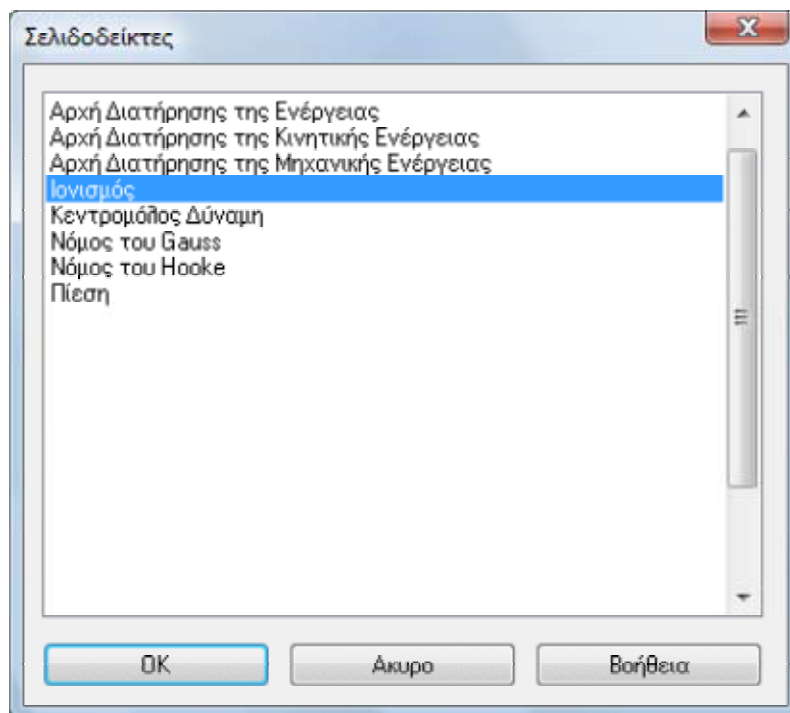 Σελιδοδείκτες
Αρχή Διατήρησης της Ενέργειας
Αρχή Διατήρησης της Κινητικής Ενέργειας
Αρχή Διατήρησης της Μηχανικής Ενέργειας
Ιονισμός
Κεντρομόλος Δύναμη
Νόμος του Gauss
Νόμος του Hooke
Πίεση
OK
Ακυρο
Βοήθεια